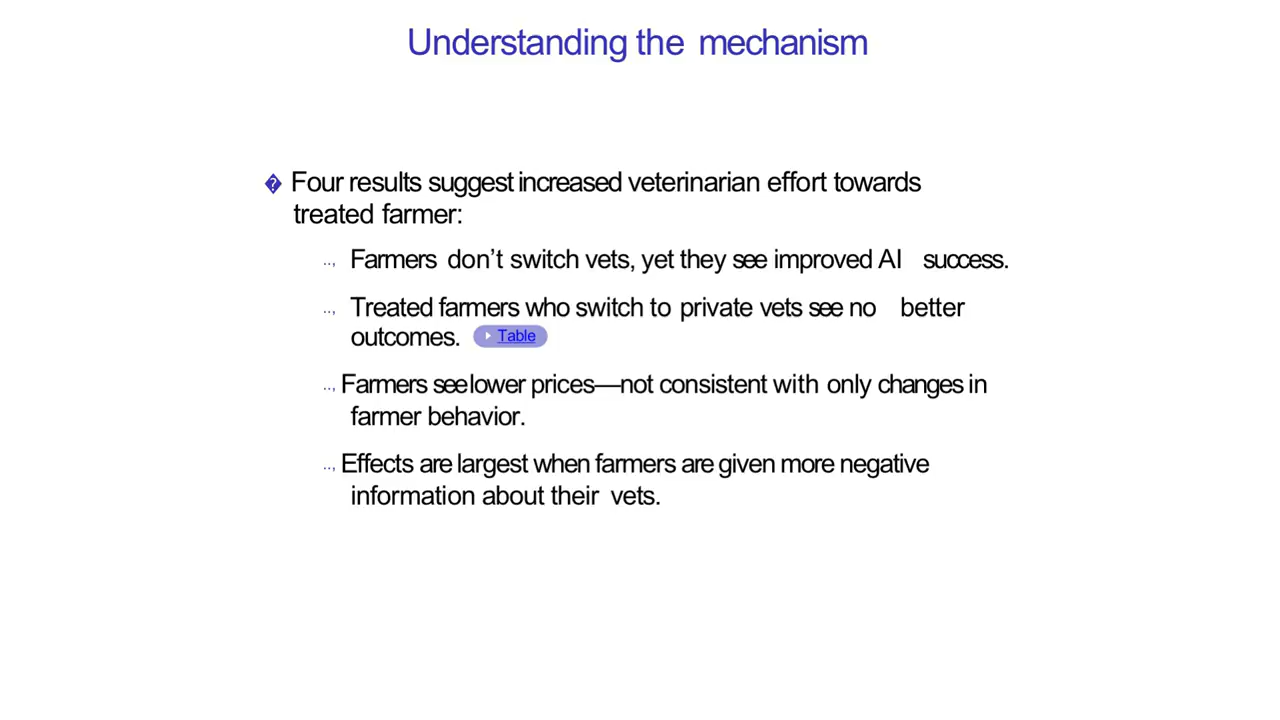 Understanding the mechanism
Four results suggest increased veterinarian effort towards
treated farmer:
Farmers don’t switch vets, yet they see improved AI success.
Treated farmers who switch to private vets see no better
outcomes. Table
Farmers see lower prices—not consistent with only changes in
farmer behavior.
Effects are largest when farmers are given more negative
information about their vets.